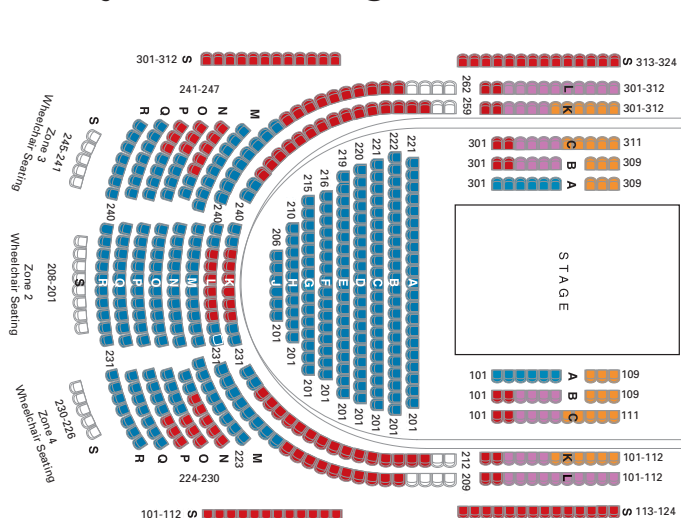 301-312 S
S 313-324
241-247
R Q P O N M
262
L 301-312
259
K 301-312
S
245-241
Zone 3
Wheelchair Seating
301 C 311
301 B 309
301 A 309
221
222
221
220
219
216
215
210
206
240
240
240
R Q P O N M L K
J H G F E D C B A
S
208-201
Zone 2
Wheelchair Seating
STAGE
201
201
201
201
201
201
201
201
201
231
231
231
101 A 109
101 B 109
101 C 111
S
230-226
Zone 4
Wheelchair Seating
R Q P O N M
223
224-230
212
K 101-112
209
L 101-112
101-112 S
S 113-124